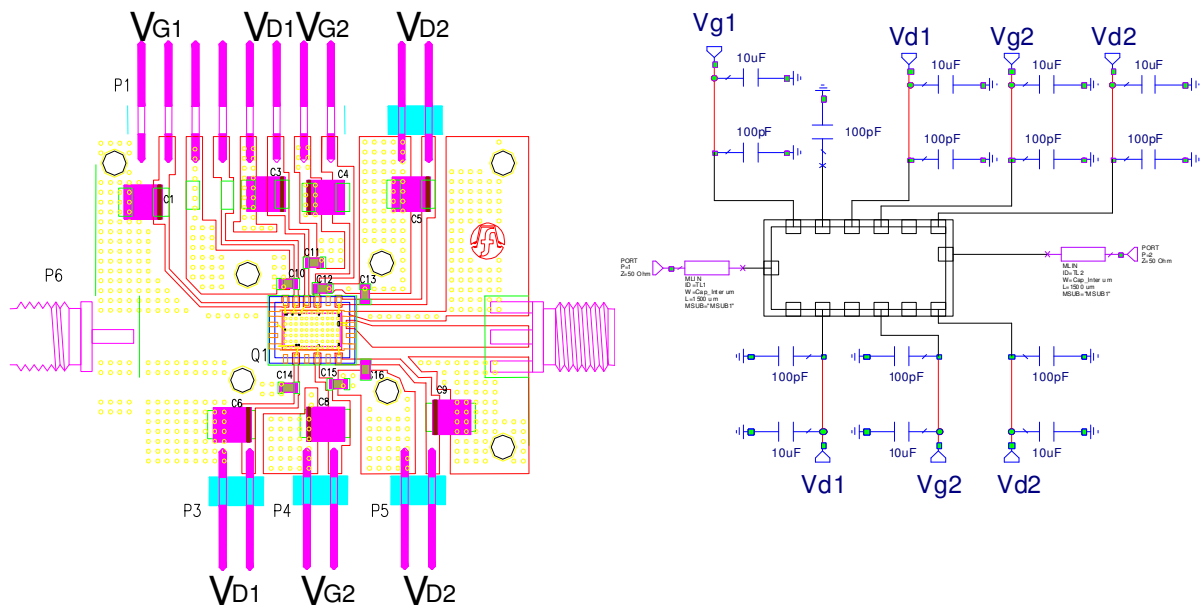 VG1 VD1 VG2 VD2
P1
C1
C3
C4
C5
P6
C11
C10
C12
C13
Q1
C14
C15
C16
C6
C8
C9
P3
P4
P5
VD1 VG2 VD2
Vg1
Vd1 Vg2 Vd2
10uF
10uF 10uF 10uF
100pF
100pF
100pF 100pF 100pF
PORT
P=1
Z=50 Ohm
MLIN
ID=TL1
W=Cap_Inter um
L=1500 um
MSUB="MSUB1"
PORT
P=2
Z=50 Ohm
MLIN
ID=TL2
W=Cap_Inter um
L=1500 um
MSUB="MSUB1"
100pF 100pF 100pF
10uF 10uF 10uF
Vd1 Vg2 Vd2